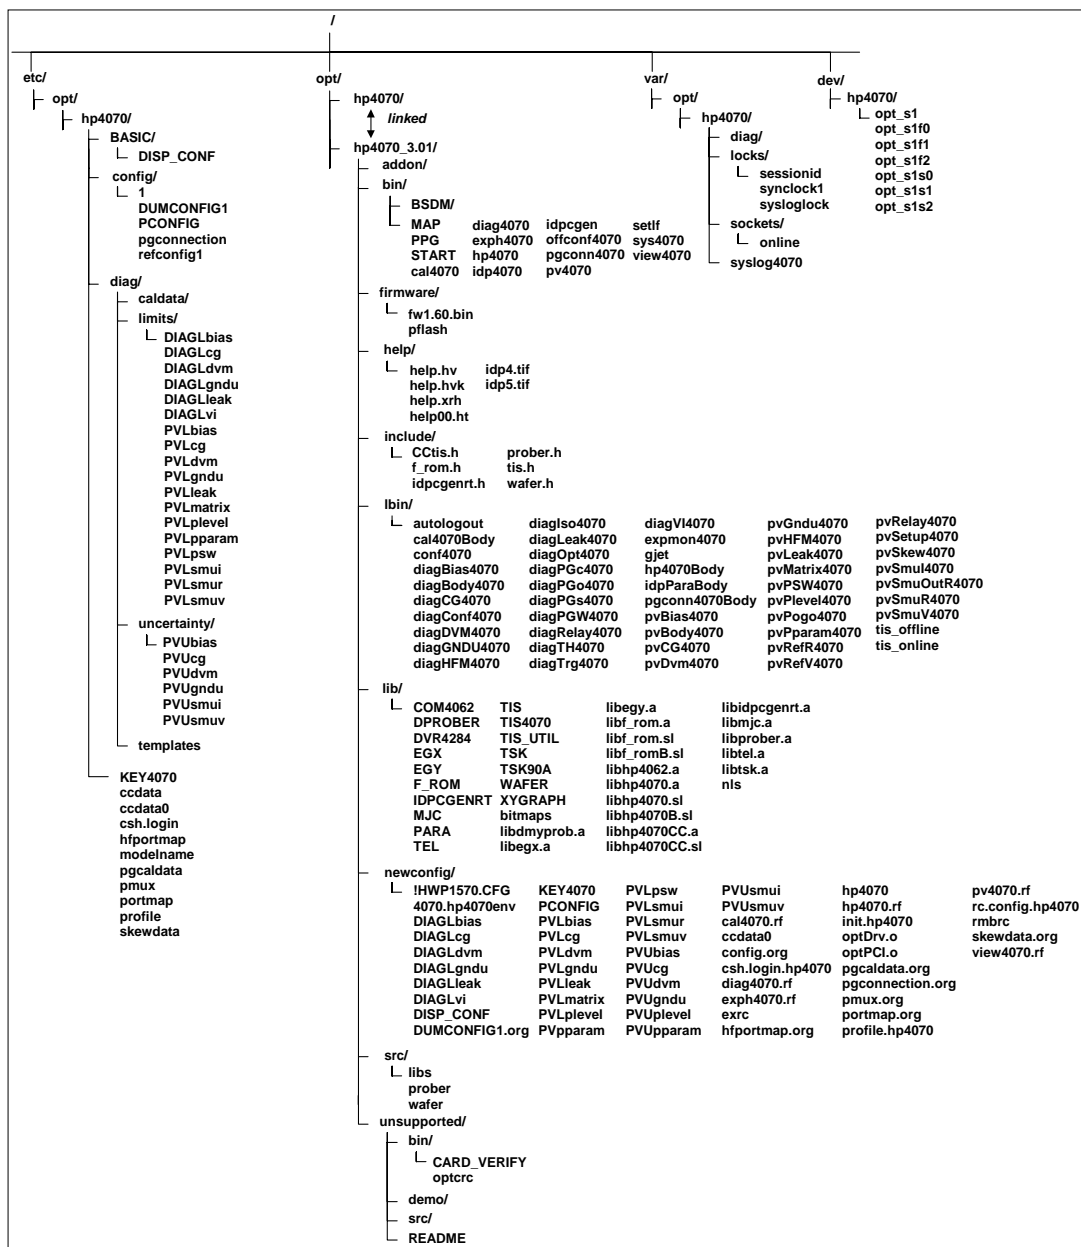 /
etc/ opt/ var/ dev/
opt/
hp4070/
BASIC/
DISP_CONF
config/
1
DUMCONFIG1
PCONFIG
pgconnection
refconfig1
diag/
caldata/
limits/
DIAGLbias
DIAGLcg
DIAGLdvm
DIAGLgndu
DIAGLleak
DIAGLvi
PVLbias
PVLcg
PVLdvm
PVLgndu
PVLleak
PVLmatrix
PVLplevel
PVLpparam
PVLpsw
PVLsmui
PVLsmur
PVLsmuv
uncertainty/
PVUbias
PVUcg
PVUdvm
PVUgndu
PVUsmui
PVUsmuv
templates
KEY4070
ccdata
ccdata0
csh.login
hfportmap
modelname
pgcaldata
pmux
portmap
profile
skewdata
hp4070/
linked
hp4070_3.01/
addon/
bin/
BSDM/
MAP diag4070 idpcgen setlf
PPG exph4070 offconf4070 sys4070
START hp4070 pgconn4070 view4070
cal4070 idp4070 pv4070
firmware/
fw1.60.bin
pflash
help/
help.hv idp4.tif
help.hvk idp5.tif
help.xrh
help00.ht
include/
CCtis.h prober.h
f_rom.h tis.h
idpcgenrt.h wafer.h
lbin/
autologout diagIso4070 diagVI4070 pvGndu4070 pvRelay4070
cal4070Body diagLeak4070 expmon4070 pvHFM4070 pvSetup4070
conf4070 diagOpt4070 gjet pvLeak4070 pvSkew4070
diagBias4070 diagPGc4070 hp4070Body pvMatrix4070 pvSmuI4070
diagBody4070 diagPGo4070 idpParaBody pvPSW4070 pvSmuOutR4070
diagCG4070 diagPGs4070 pgconn4070Body pvPlevel4070 pvSmuR4070
diagConf4070 diagPGW4070 pvBias4070 pvPogo4070 pvSmuV4070
diagDVM4070 diagRelay4070 pvBody4070 pvPparam4070 tis_offline
diagGNDU4070 diagTH4070 pvCG4070 pvRefR4070 tis_online
diagHFM4070 diagTrg4070 pvDvm4070 pvRefV4070
lib/
COM4062 TIS libegy.a libidpcgenrt.a
DPROBER TIS4070 libf_rom.a libmjc.a
DVR4284 TIS_UTIL libf_rom.sl libprober.a
EGX TSK libf_romB.sl libtel.a
EGY TSK90A libhp4062.a libtsk.a
F_ROM WAFER libhp4070.a nls
IDPCGENRT XYGRAPH libhp4070.sl
MJC bitmaps libhp4070B.sl
PARA libdmyprob.a libhp4070CC.a
TEL libegx.a libhp4070CC.sl
newconfig/
!HWP1570.CFG KEY4070 PVLpsw PVUsmui hp4070 pv4070.rf
4070.hp4070env PCONFIG PVLsmui PVUsmuv hp4070.rf rc.config.hp4070
DIAGLbias PVLbias PVLsmur cal4070.rf init.hp4070 rmbrc
DIAGLcg PVLcg PVLsmuv ccdata0 optDrv.o skewdata.org
DIAGLdvm PVLdvm PVUbias config.org optPCI.o view4070.rf
DIAGLgndu PVLgndu PVUcg csh.login.hp4070 pgcaldata.org
DIAGLleak PVLleak PVUdvm diag4070.rf pgconnection.org
DIAGLvi PVLmatrix PVUgndu exph4070.rf pmux.org
DISP_CONF PVLplevel PVUplevel exrc portmap.org
DUMCONFIG1.org PVpparam PVUpparam hfportmap.org profile.hp4070
src/
libs
prober
wafer
unsupported/
bin/
CARD_VERIFY
optcrc
demo/
src/
README
opt/
hp4070/
diag/
locks/
sessionid
synclock1
sysloglock
sockets/
online
syslog4070
hp4070/
opt_s1
opt_s1f0
opt_s1f1
opt_s1f2
opt_s1s0
opt_s1s1
opt_s1s2